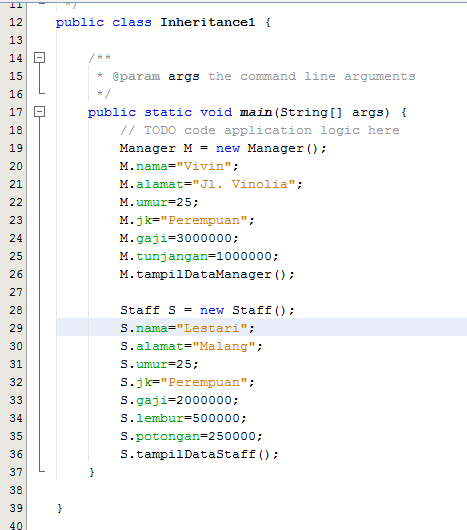 11 */
12 public class Inheritance1 {
13
14 /**
15 * @param args the command line arguments
16 */
17 public static void main(String[] args) {
18 // TODO code application logic here
19 Manager M = new Manager();
20 M.nama="Vivin";
21 M.alamat="Jl. Vinolia";
22 M.umur=25;
23 M.jk="Perempuan";
24 M.gaji=3000000;
25 M.tunjangan=1000000;
26 M.tampilDataManager();
27
28 Staff S = new Staff();
29 S.nama="Lestari";
30 S.alamat="Malang";
31 S.umur=25;
32 S.jk="Perempuan";
33 S.gaji=2000000;
34 S.lembur=500000;
35 S.potongan=250000;
36 S.tampilDataStaff();
37 }
38
39 }
40